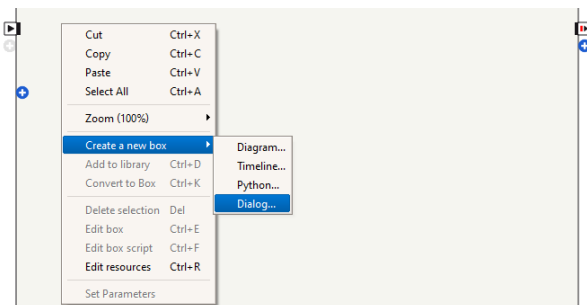 Cut Ctrl+X
Copy Ctrl+C
Paste Ctrl+V
Select All Ctrl+A
Zoom (100%)
Create a new box
Diagram...
Add to library Ctrl+D
Timeline...
Convert to Box Ctrl+K
Python...
Dialog...
Delete selection Del
Edit box Ctrl+E
Edit box script Ctrl+F
Edit resources Ctrl+R
Set Parameters